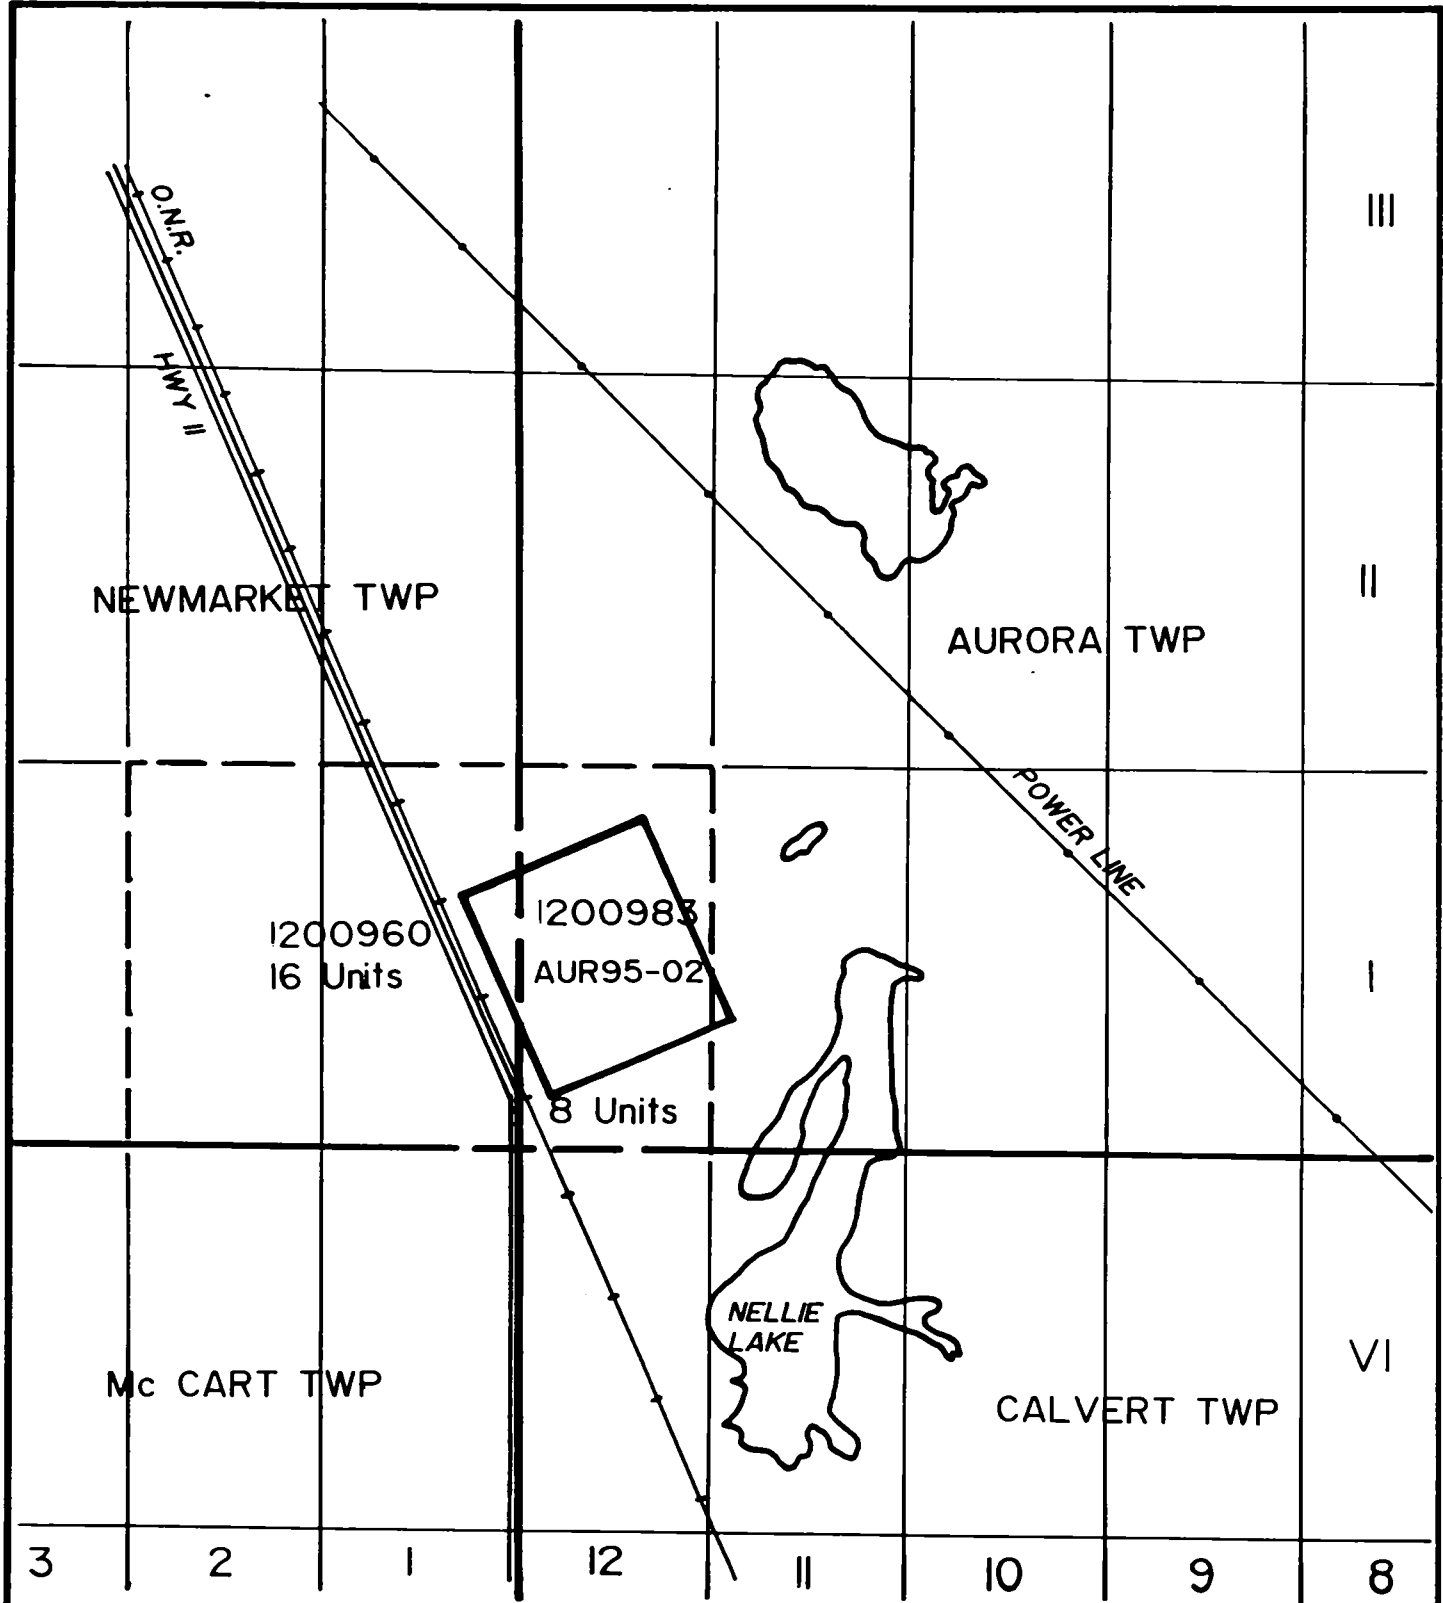 O.N.R.
III
HWY 11
NEWMARKET TWP
II
AURORA TWP
POWER LINE
1200983
1200960
16 Units
AUR95-02
I
8 Units
NELLIE
LAKE
VI
Mc CART TWP
CALVERT TWP
3 2 1 12 11 10 9 8